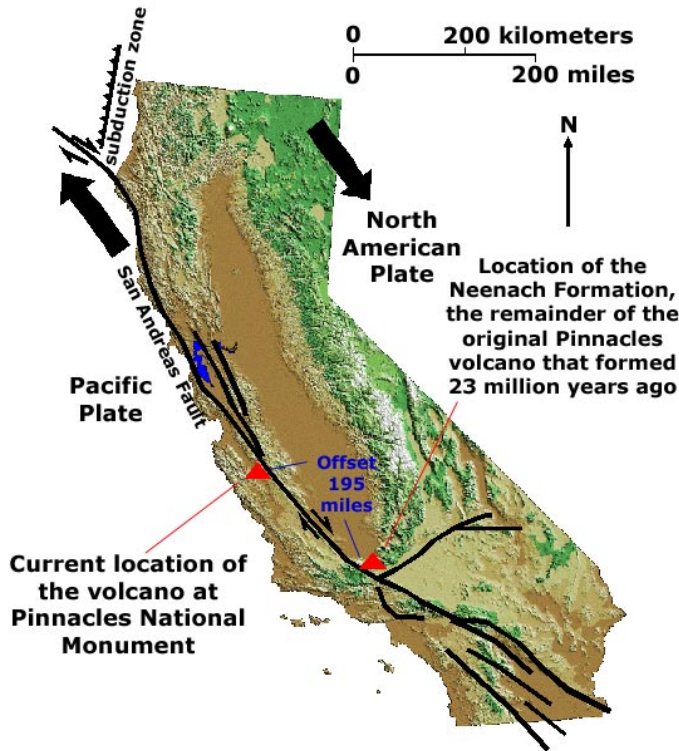 0 200 kilometers
0 200 miles
subduction zone
N
North
American
Plate
Location of the
Neenach Formation,
the remainder of the
original Pinnacles
volcano that formed
23 million years ago
San Andreas Fault
Pacific
Plate
Offset
195
miles
Current location of
the volcano at
Pinnacles National
Monument